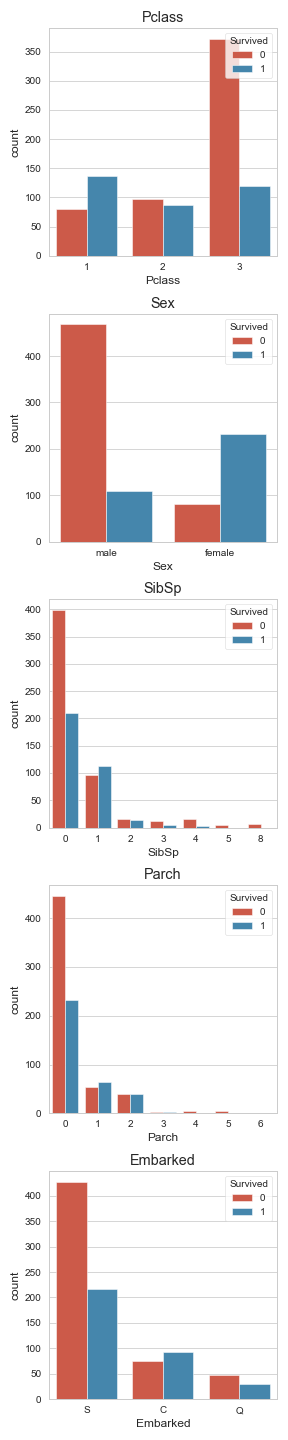 Pclass
Survived
0
1
350
300
250
200
150
100
50
0
count
1 2 3
Pclass
Sex
Survived
0
1
400
300
200
100
0
count
male female
Sex
SibSp
Survived
0
1
400
350
300
250
200
150
100
50
0
count
0 1 2 3 4 5 8
SibSp
Parch
Survived
0
1
400
300
200
100
0
count
0 1 2 3 4 5 6
Parch
Embarked
Survived
0
1
400
350
300
250
200
150
100
50
0
count
S C Q
Embarked